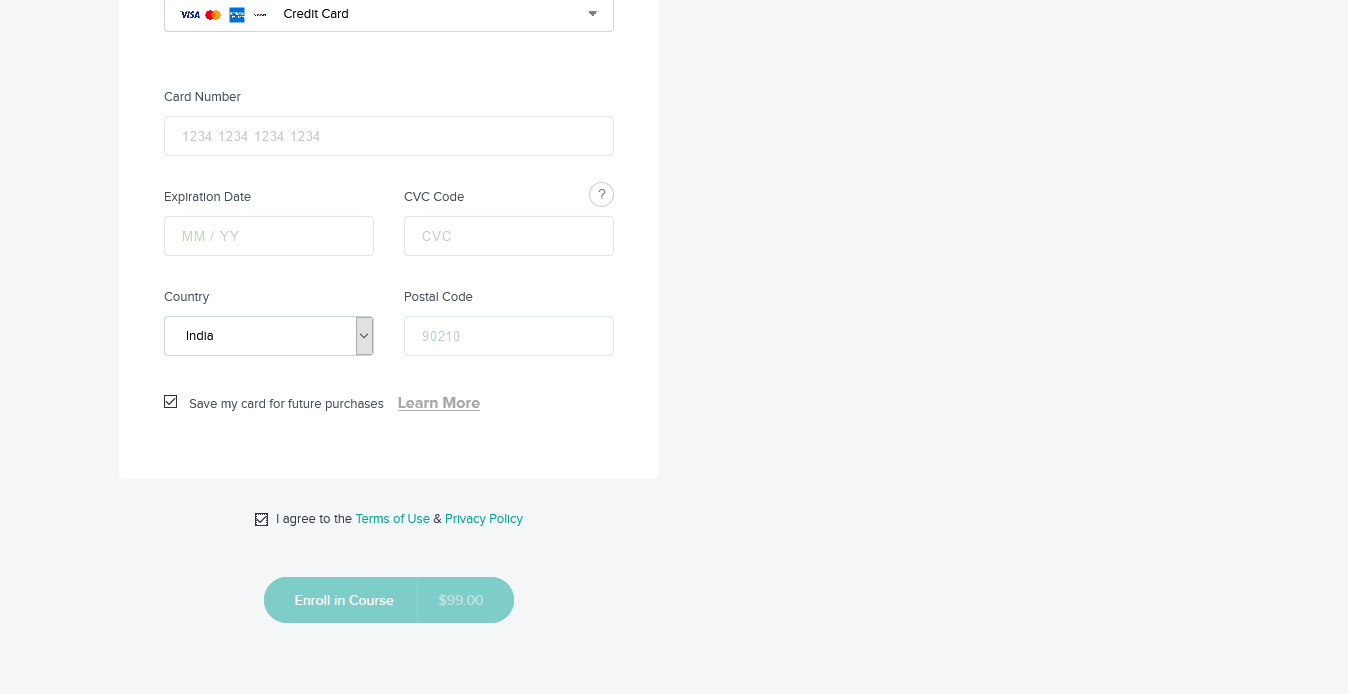 VISA Credit Card
Card Number
1234 1234 1234 1234
Expiration Date CVC Code ?
MM / YY CVC
Country Postal Code
India 90210
Save my card for future purchases Learn More
I agree to the Terms of Use & Privacy Policy
Enroll in Course $99.00